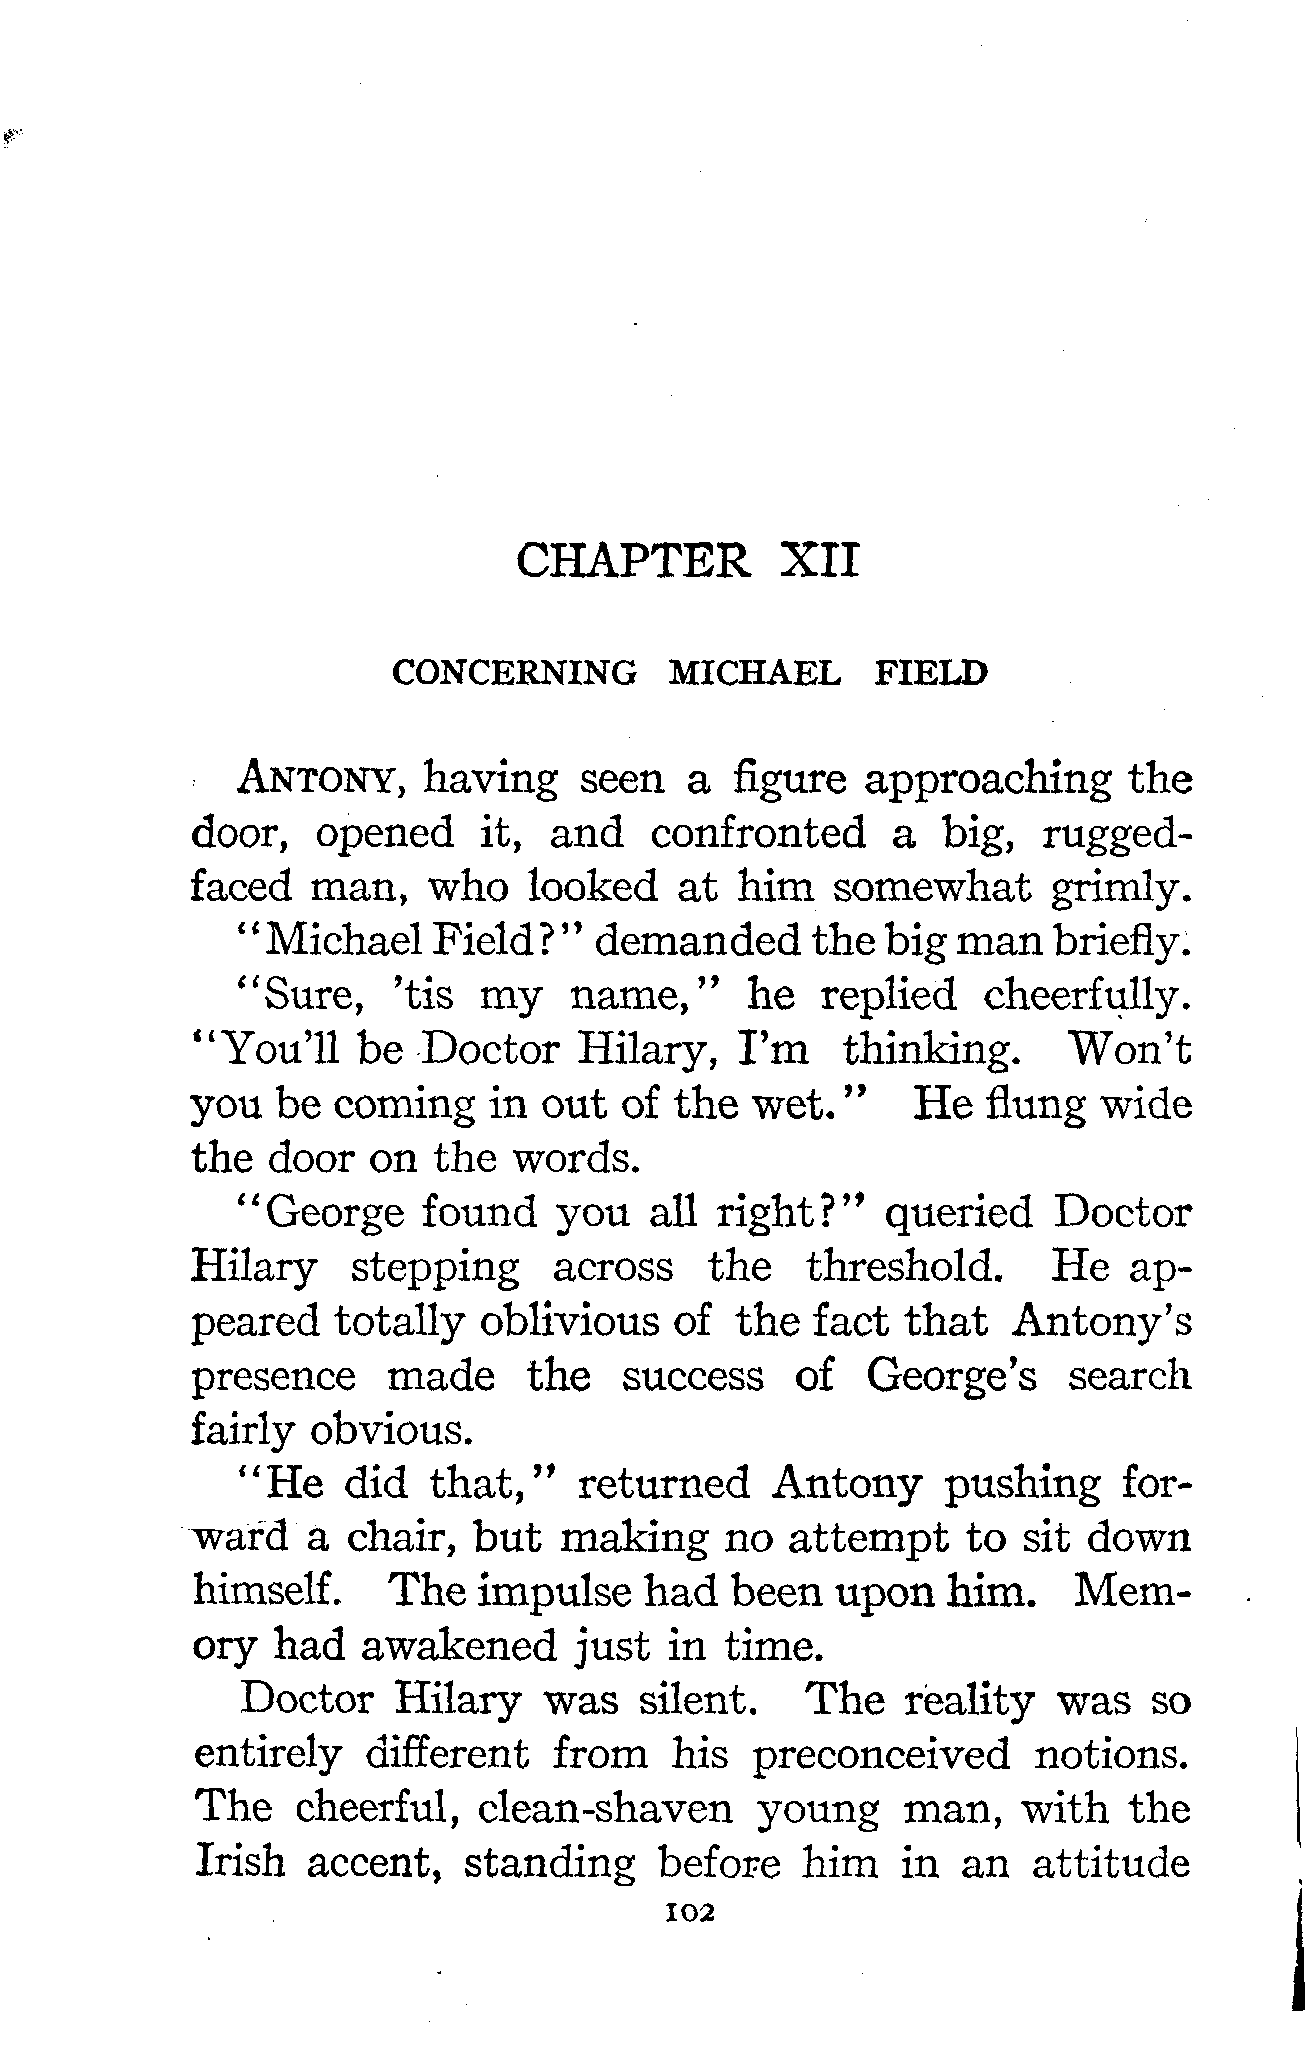 CHAPTER XII
CONCERNING MICHAEL FIELD
ANTONY, having seen a figure approaching the
door, opened it, and confronted a big, rugged-
faced man, who looked at him somewhat grimly.
"Michael Field?" demanded the big man briefly.
"Sure, 'tis my name," he replied cheerfully.
"You'll be Doctor Hilary, I'm thinking. Won't
you be coming in out of the wet." He flung wide
the door on the words.
"George found you all right?" queried Doctor
Hilary stepping across the threshold. He ap-
peared totally oblivious of the fact that Antony's
presence made the success of George's search
fairly obvious.
"He did that," returned Antony pushing for-
ward a chair, but making no attempt to sit down
himself. The impulse had been upon him. Mem-
ory had awakened just in time.
Doctor Hilary was silent. The reality was so
entirely different from his preconceived notions.
The cheerful, clean-shaven young man, with the
Irish accent, standing before him in an attitude
102